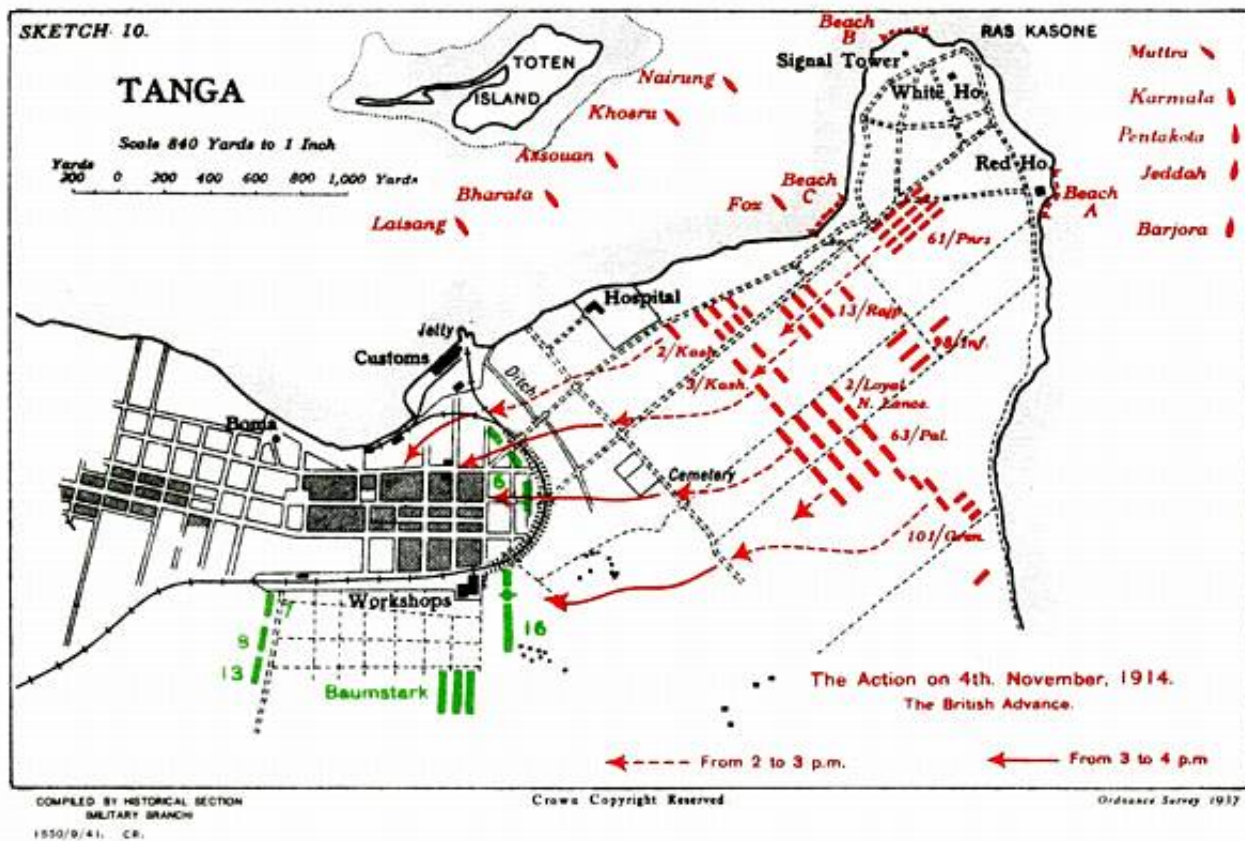 SKETCH 10.
TANGA
Scale 840 Yards to 1 Inch
Yards
200 0 200 400 600 800 1,000 Yards
TOTEN
ISLAND
Nairung
Khosru
Assouan
Bharata
Laisang
Fox
Beach
B
Signal Tower
RAS KASONE
White Ho.
Red Ho.
Beach
C
Beach
A
Muttra
Karmala
Pentakota
Jeddah
Barjora
61/Pnrs
13/Rajp.
98/Inf.
2/Kash.
3/Kash.
2/Loyal
N. Lancs.
63/Pal.
101/Gren.
Hospital
Jetty
Customs
Ditch
Boma
Cemetery
6
Workshops
7
8
13
16
Baumstark
The Action on 4th. November, 1914.
The British Advance.
From 2 to 3 p.m.
From 3 to 4 p.m
COMPILED BY HISTORICAL SECTION
(MILITARY BRANCH)
1550/9/41. CR.
Crown Copyright Reserved
Ordnance Survey 1937